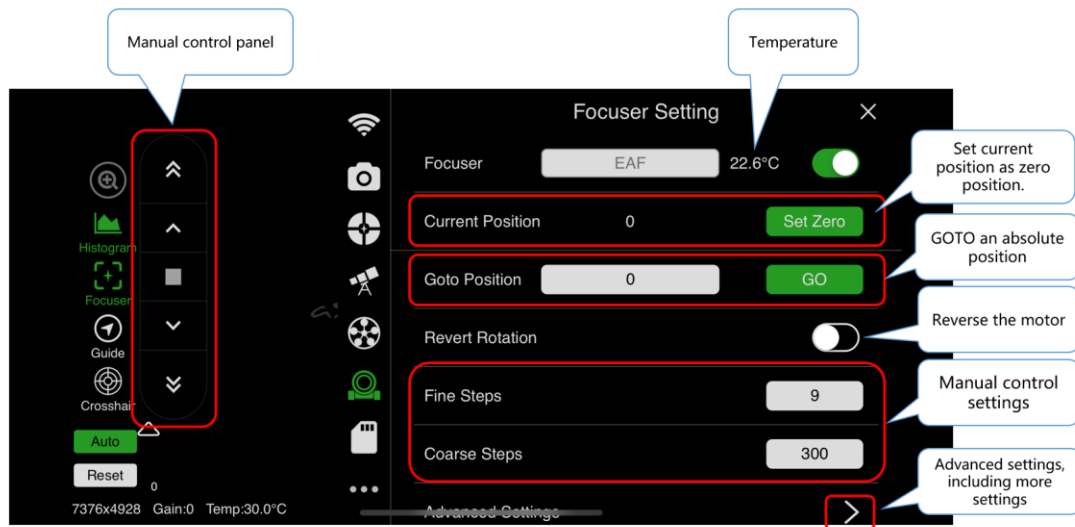 Manual control panel
Temperature
Focuser Setting
Focuser
EAF
22.6°C
Set current
position as zero
position.
Current Position
0
Set Zero
GOTO an absolute
position
Goto Position
0
GO
Histogram
Focuser
Guide
Crosshair
Auto
Reset
0
7376x4928 Gain:0 Temp:30.0°C
Revert Rotation
Reverse the motor
Fine Steps
9
Manual control
settings
Coarse Steps
300
Advanced Settings
Advanced settings,
including more
settings